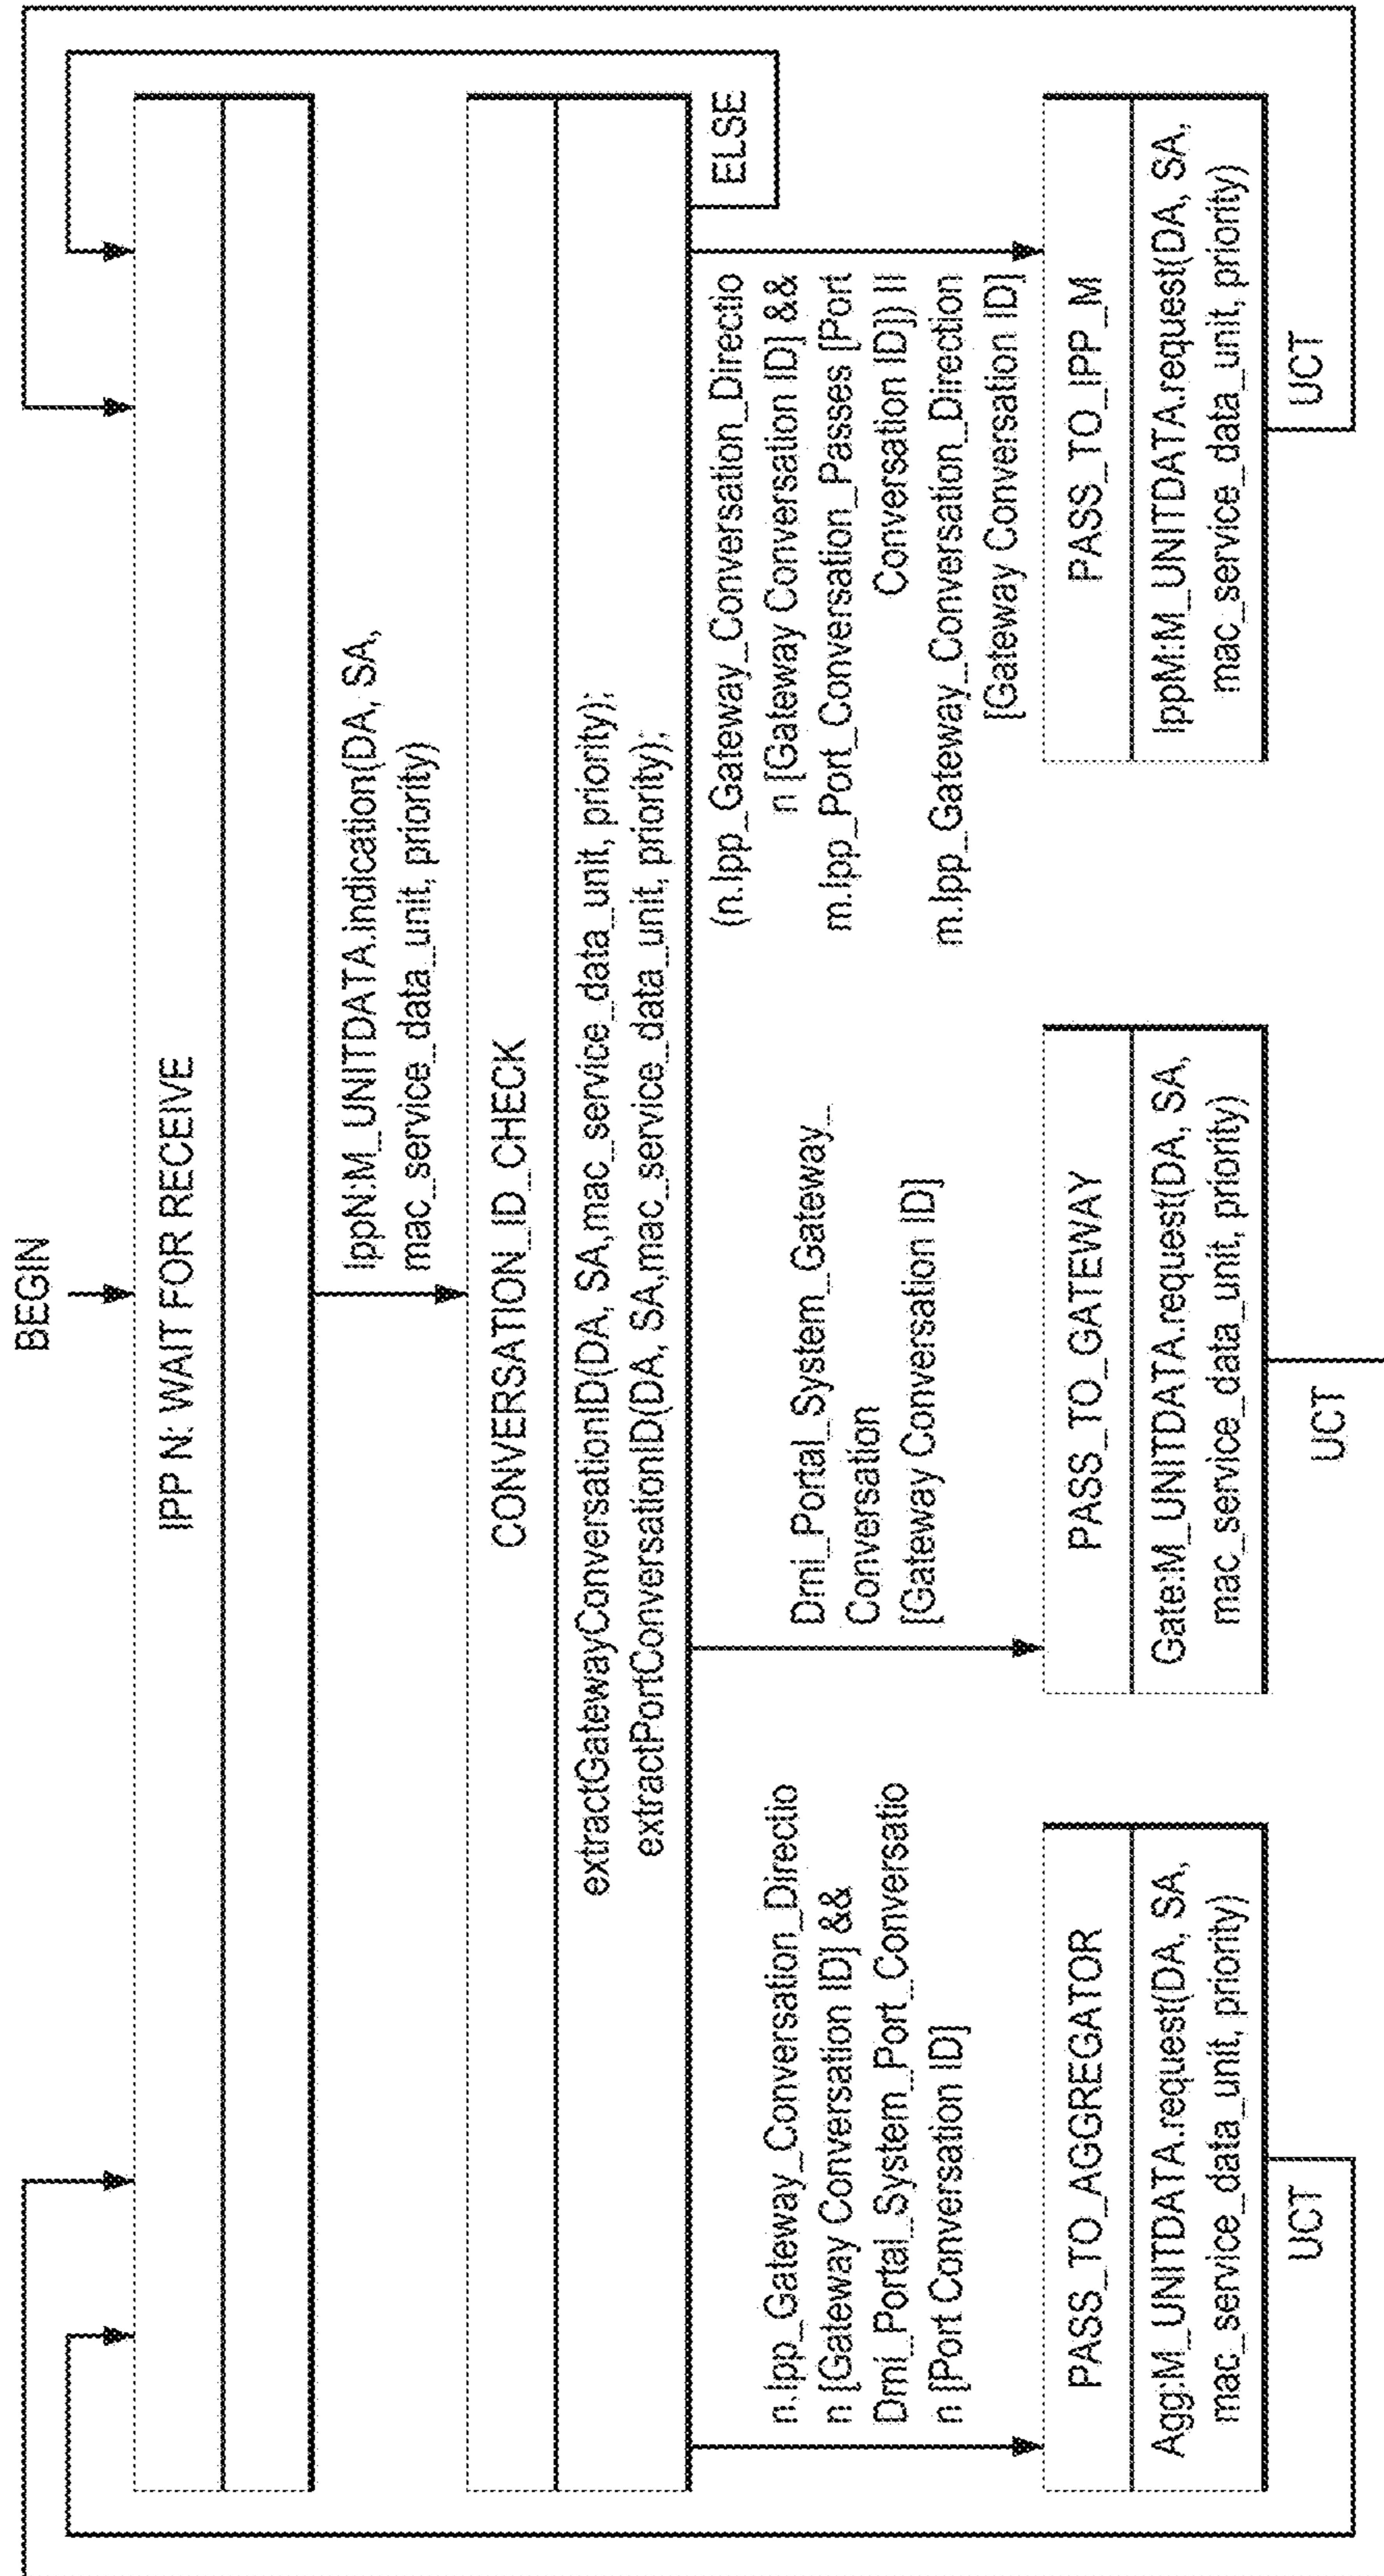 BEGIN
IPP N: WAIT FOR RECEIVE
IppN:M_UNITDATA.indication(DA, SA,
mac_service_data_unit, priority)
CONVERSATION_ID_CHECK
extractGatewayConversationID(DA, SA,mac_service_data_unit, priority);
extractPortConversationID(DA, SA,mac_service_data_unit, priority);
ELSE
n.Ipp_Gateway_Conversation_Directio
n [Gateway Conversation ID] &&
Drni_Portal_System_Port_Conversatio
n [Port Conversation ID]
Drni_Portal_System_Gateway_
Conversation
[Gateway Conversation ID]
(n.Ipp_Gateway_Conversation_Directio
n [Gateway Conversation ID] &&
m.Ipp_Port_Conversation_Passes [Port
Conversation ID]) ||
m.Ipp_Gateway_Conversation_Direction
[Gateway Conversation ID]
PASS_TO_AGGREGATOR
Agg:M_UNITDATA.request(DA, SA,
mac_service_data_unit, priority)
UCT
PASS_TO_GATEWAY
Gate:M_UNITDATA.request(DA, SA,
mac_service_data_unit, priority)
UCT
PASS_TO_IPP_M
IppM:M_UNITDATA.request(DA, SA,
mac_service_data_unit, priority)
UCT